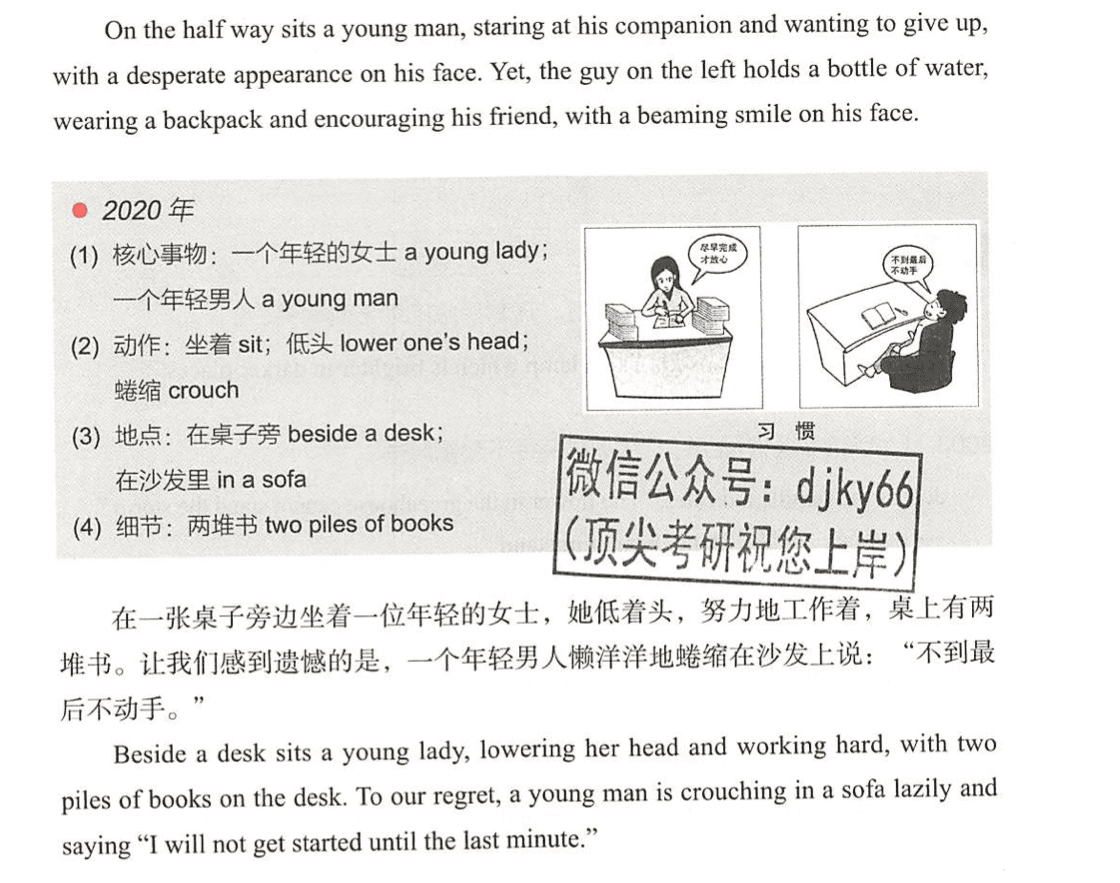 On the half way sits a young man, staring at his companion and wanting to give up,
with a desperate appearance on his face. Yet, the guy on the left holds a bottle of water,
wearing a backpack and encouraging his friend, with a beaming smile on his face.
● 2020 年
(1) 核心事物：一个年轻的女士 a young lady；
一个年轻男人 a young man
(2) 动作：坐着 sit；低头 lower one's head；
蜷缩 crouch
(3) 地点：在桌子旁 beside a desk；
在沙发里 in a sofa
(4) 细节：两堆书 two piles of books
尽早完成
才放心
不到最后
不动手
习 惯
微信公众号：djky66
（顶尖考研祝您上岸）
在一张桌子旁边坐着一位年轻的女士，她低着头，努力地工作着，桌上有两
堆书。让我们感到遗憾的是，一个年轻男人懒洋洋地蜷缩在沙发上说：“不到最
后不动手。”
Beside a desk sits a young lady, lowering her head and working hard, with two
piles of books on the desk. To our regret, a young man is crouching in a sofa lazily and
saying “I will not get started until the last minute.”